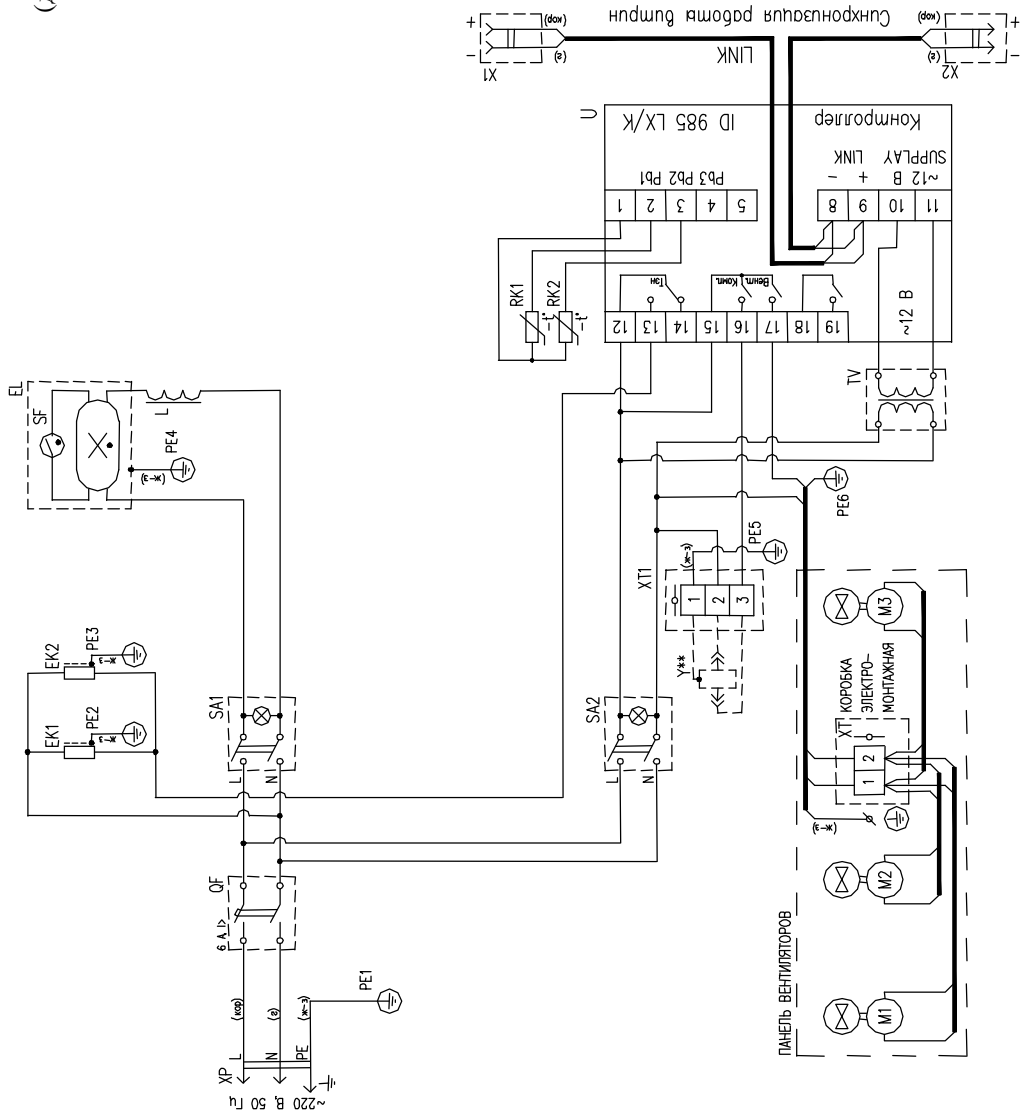 Синхронизация работы витрин
(кор)
(кор)
+
−
(г)
X1
LINK
(г)
X2
+
−
U
ID 985 LX/K
Контроллер
Pb3 Pb2 Pb1
LINK
− +
~12 В
SUPPLAY
1 2 3 4 5
8 9 10 11
RK1
RK2
-t°
-t°
Тэн
Комп.
Вент.
12 13 14 15 16 17 18 19
~12 В
TV
EL
SF
L
PE4
(ж-з)
PE6
PE5
(ж-з)
XT1
1 2 3
Y**
EK2
PE3
ж-з
EK1
PE2
ж-з
SA1
L
N
SA2
L
N
КОРОБКА
ЭЛЕКТРО-
МОНТАЖНАЯ
XT
1 2
(ж-з)
M3
M2
M1
ПАНЕЛЬ ВЕНТИЛЯТОРОВ
QF
6 А, I>
PE1
(кор)
(г)
(ж-з)
L
N
PE
XP
~220 В, 50 Гц